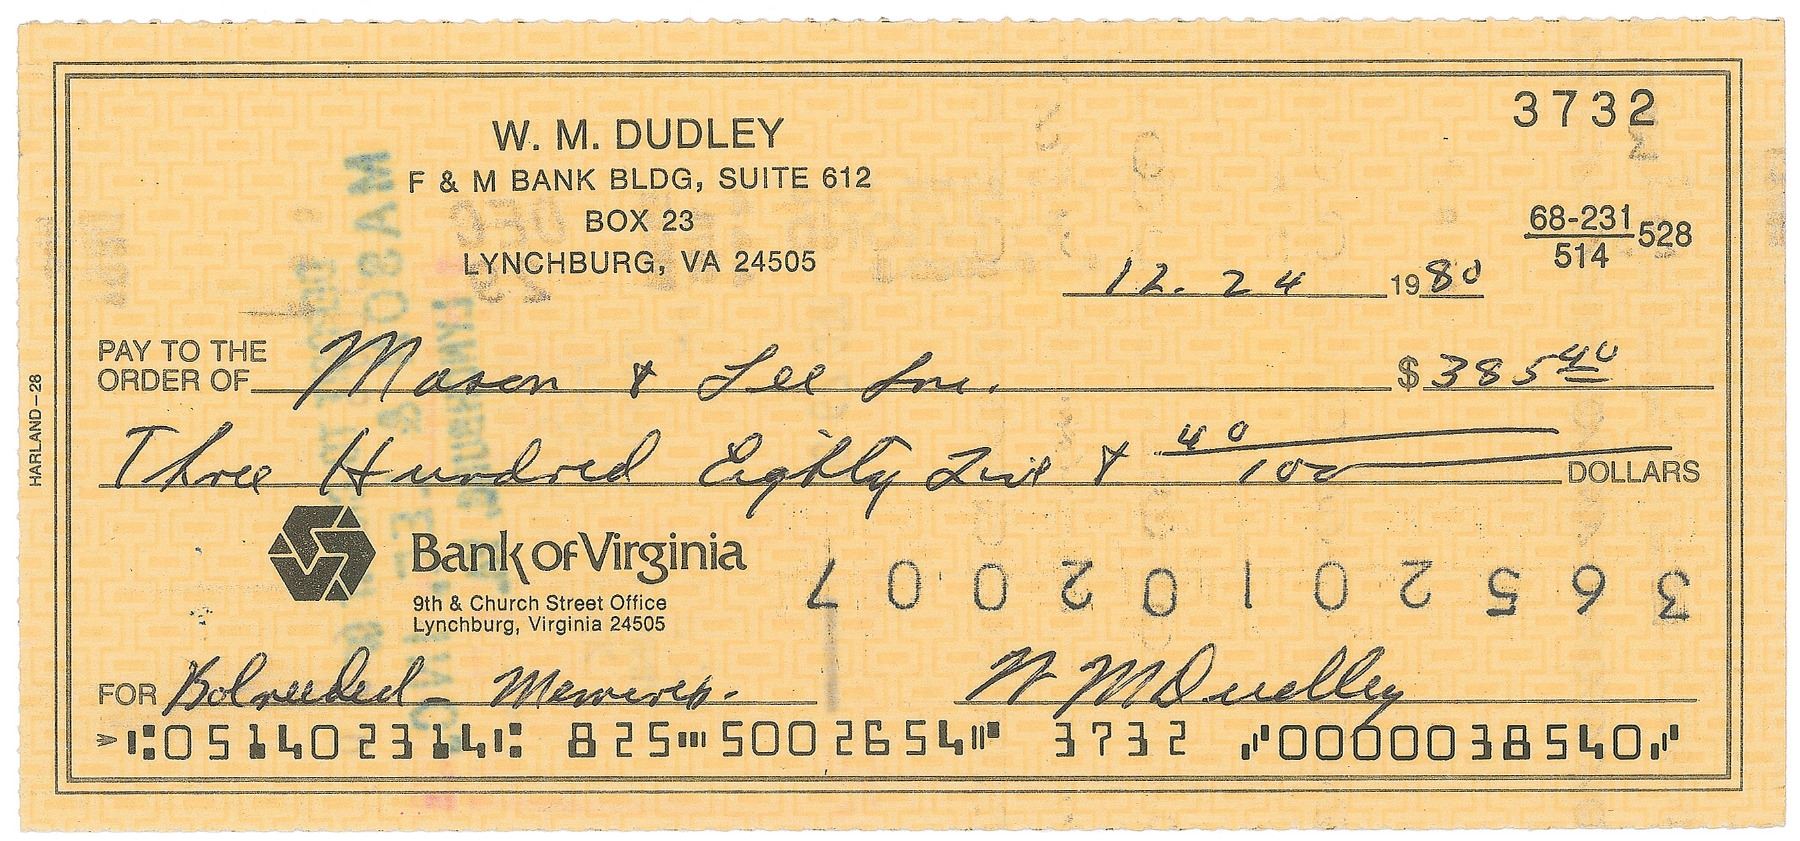 3732
W. M. DUDLEY
F & M BANK BLDG, SUITE 612
BOX 23
LYNCHBURG, VA 24505
68-231 528
514
12. 24 1980
PAY TO THE
ORDER OF Mason & Lee Inc. $ 385 40
Three Hundred Eighty Five & 40/100 DOLLARS
HARLAND-28
Bank of Virginia
9th & Church Street Office
Lynchburg, Virginia 24505
3652010200 7
FOR W M Dudley
051402314 825 5002654 3732 0000038540